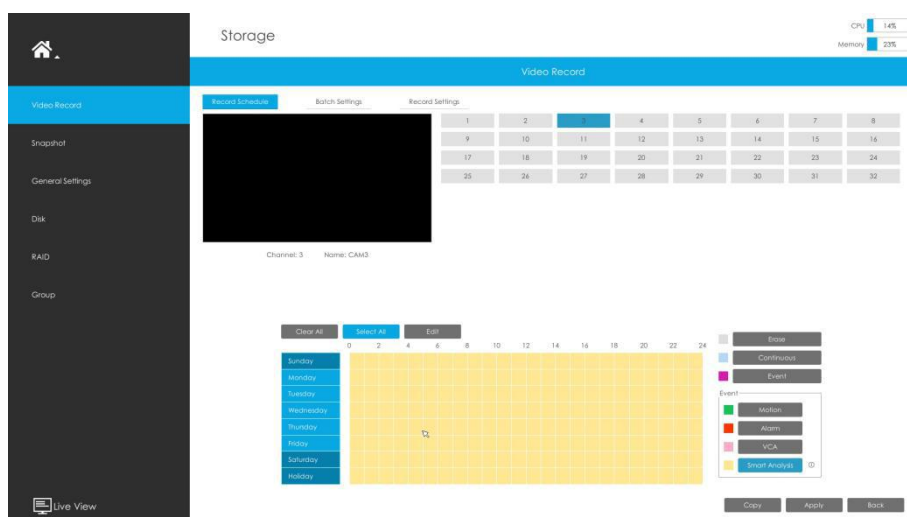 Storage
CPU 14%
Memory 23%
Video Record
Video Record
Snapshot
General Settings
Disk
RAID
Group
Live View
Record Schedule Batch Settings Record Settings
1 2 3 4 5 6 7 8
9 10 11 12 13 14 15 16
17 18 19 20 21 22 23 24
25 26 27 28 29 30 31 32
Channel: 3 Name: CAM3
Clear All Select All Edit
0 2 4 6 8 10 12 14 16 18 20 22 24
Sunday
Monday
Tuesday
Wednesday
Thursday
Friday
Saturday
Holiday
Erase
Continuous
Event
Event
Motion
Alarm
VCA
Smart Analysis
Copy Apply Back